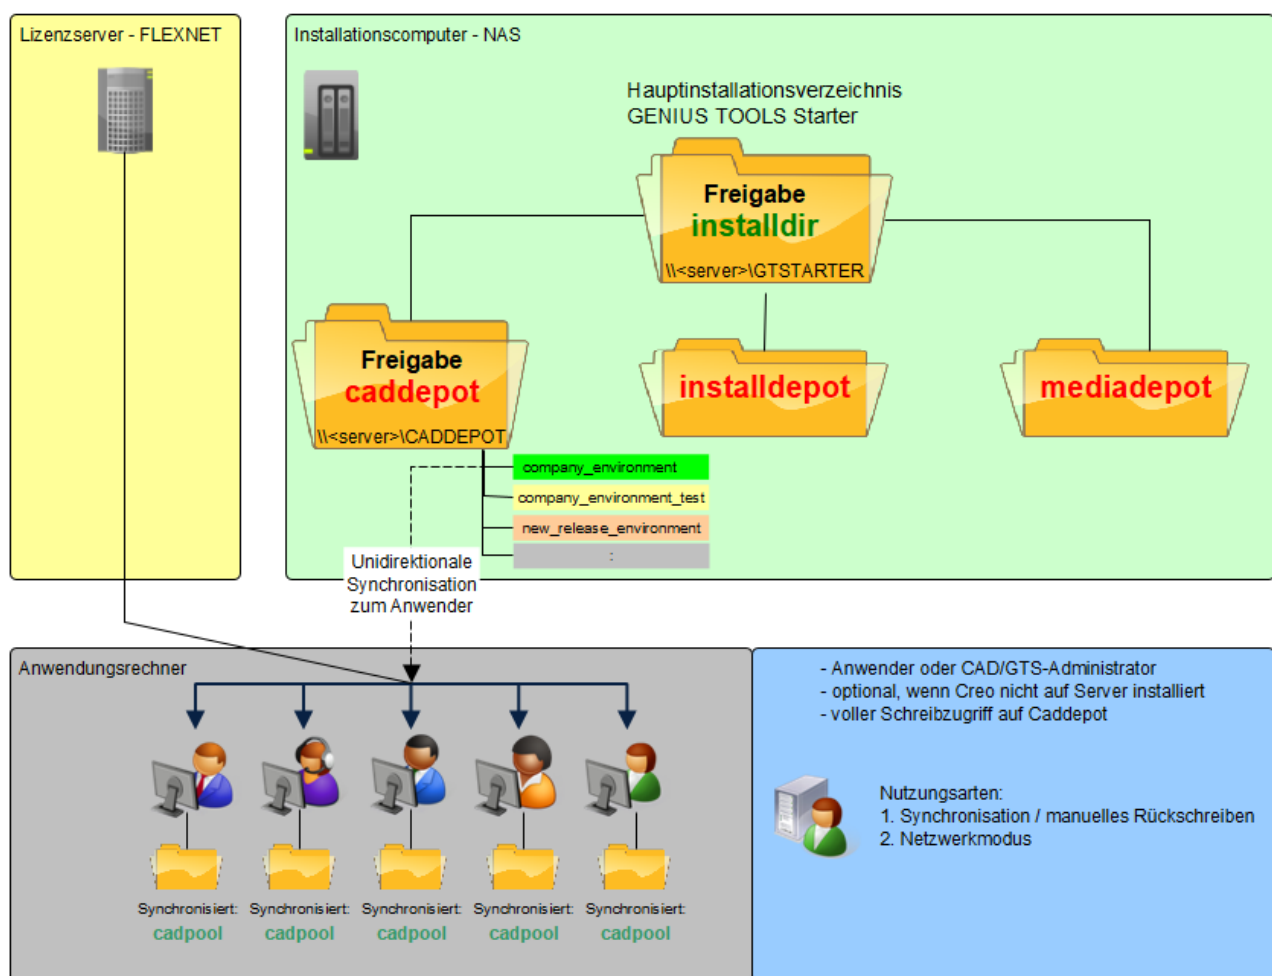 Lizenzserver - FLEXNET
Installationscomputer - NAS
Hauptinstallationsverzeichnis
GENIUS TOOLS Starter
Freigabe
installdir
\\<server>\GTSTARTER
Freigabe
caddepot
\\<server>\CADDEPOT
installdepot
mediadepot
company_environment
company_environment_test
new_release_environment
:
Unidirektionale
Synchronisation
zum Anwender
Anwendungsrechner
Synchronisiert:
cadpool
Synchronisiert:
cadpool
Synchronisiert:
cadpool
Synchronisiert:
cadpool
Synchronisiert:
cadpool
- Anwender oder CAD/GTS-Administrator
- optional, wenn Creo nicht auf Server installiert
- voller Schreibzugriff auf Caddepot
Nutzungsarten:
1. Synchronisation / manuelles Rückschreiben
2. Netzwerkmodus